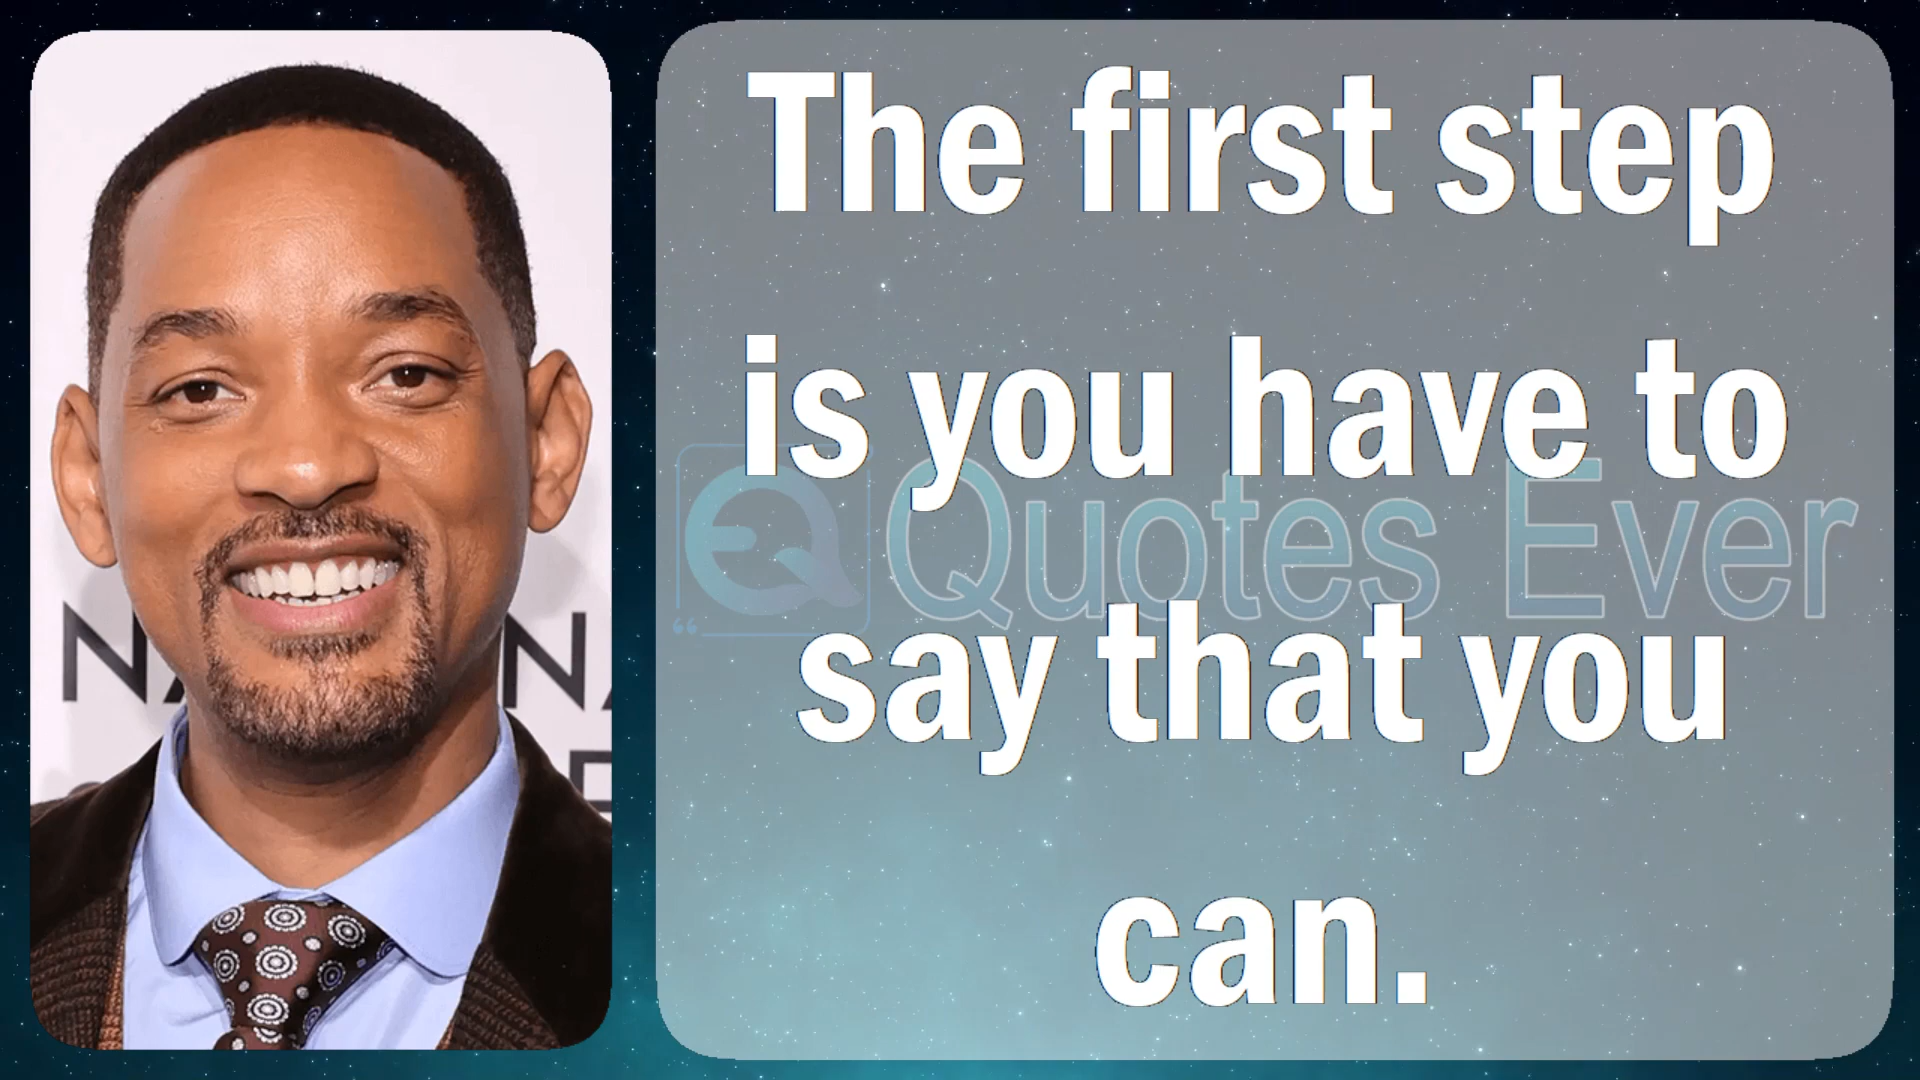 The first step
is you have to
Quotes Ever
say that you
can.